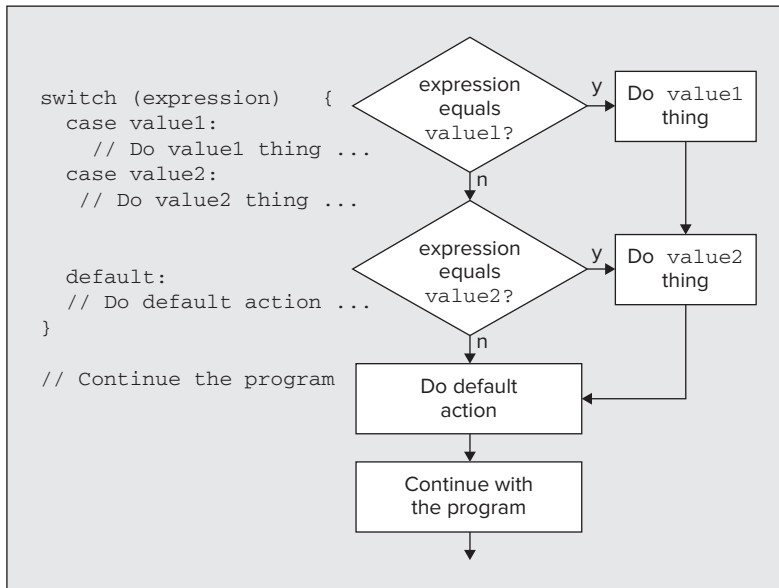 switch (expression) {
case value1:
// Do value1 thing ...
case value2:
// Do value2 thing ...
default:
// Do default action ...
}
// Continue the program
expression
equals
value1?
y
Do value1
thing
n
expression
equals
value2?
y
Do value2
thing
n
Do default
action
Continue with
the program